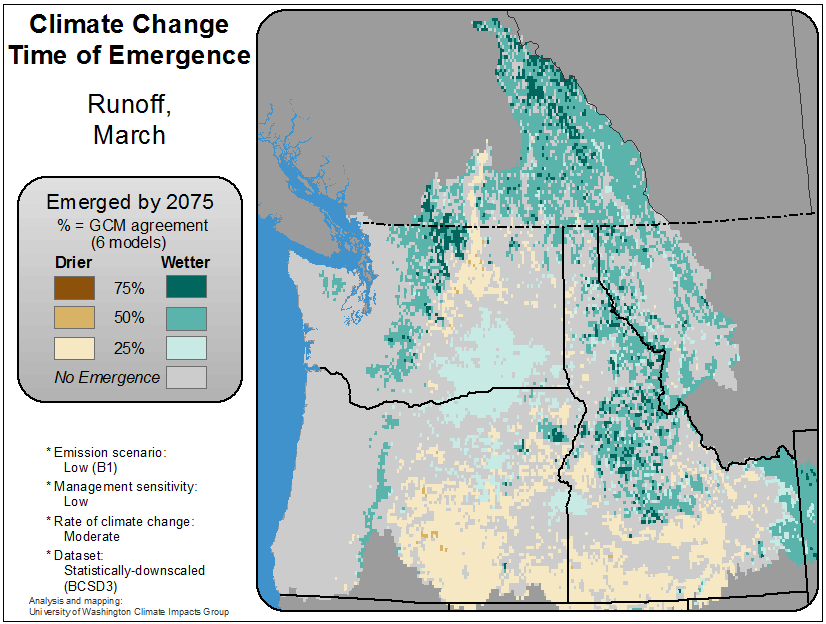 Climate Change
Time of Emergence
Runoff,
March
Emerged by 2075
% = GCM agreement
(6 models)
Drier Wetter
75%
50%
25%
No Emergence
* Emission scenario:
Low (B1)
* Management sensitivity:
Low
* Rate of climate change:
Moderate
* Dataset:
Statistically-downscaled
(BCSD3)
Analysis and mapping:
University of Washington Climate Impacts Group